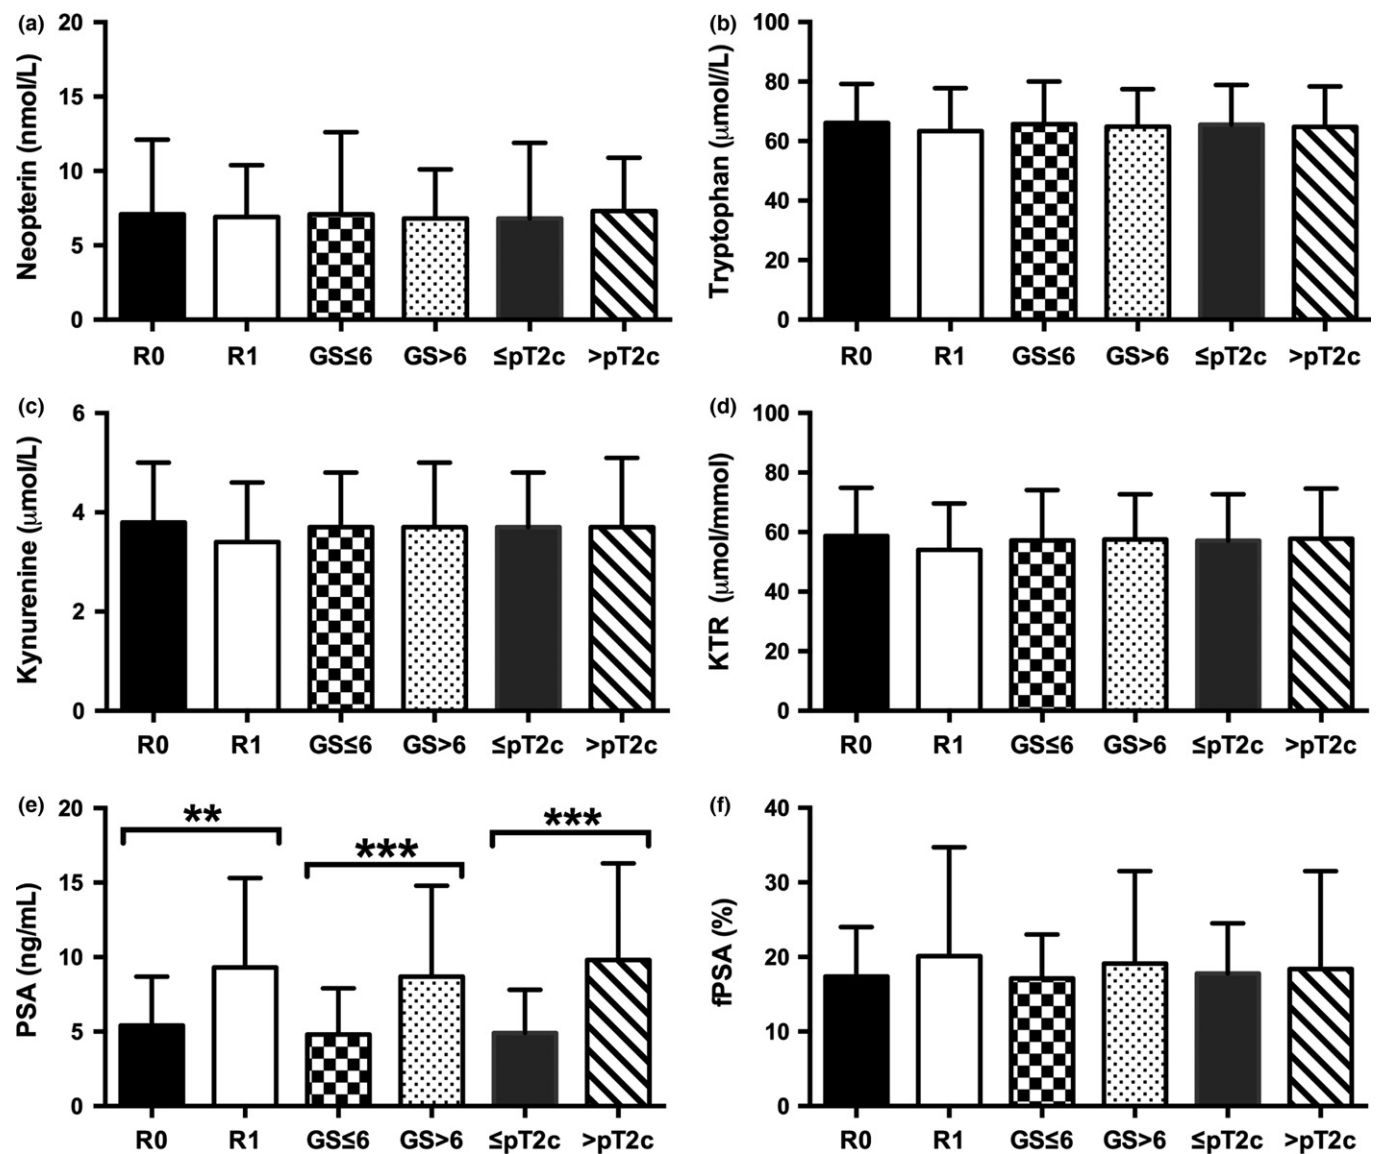 (a)
Neopterin (nmol/L)
20
15
10
5
0
R0 R1 GS≤6 GS>6 ≤pT2c >pT2c
(b)
Tryptophan (μmol//L)
100
80
60
40
20
0
R0 R1 GS≤6 GS>6 ≤pT2c >pT2c
(c)
Kynurenine (μmol/L)
6
4
2
0
R0 R1 GS≤6 GS>6 ≤pT2c >pT2c
(d)
KTR (μmol/mmol)
100
80
60
40
20
0
R0 R1 GS≤6 GS>6 ≤pT2c >pT2c
(e)
PSA (ng/mL)
20
15
10
5
0
** *** ***
R0 R1 GS≤6 GS>6 ≤pT2c >pT2c
(f)
fPSA (%)
40
30
20
10
0
R0 R1 GS≤6 GS>6 ≤pT2c >pT2c